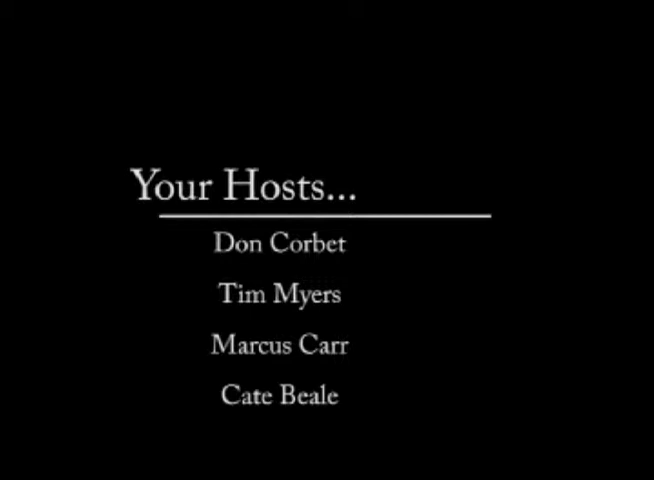 Your Hosts...
Don Corbet
Tim Myers
Marcus Carr
Cate Beale